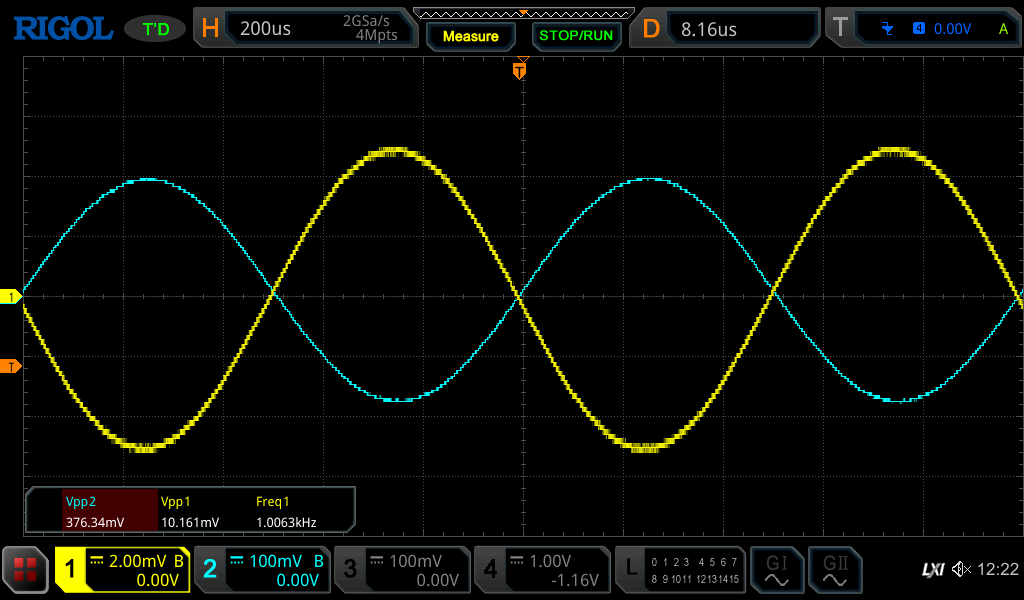 RIGOL T'D H 200us 2GSa/s 4Mpts Measure STOP/RUN D 8.16us T 4 0.00V A
T
1
T
Vpp2 Vpp1 Freq1
376.34mV 10.161mV 1.0063kHz
1 2.00mV B 0.00V
2 100mV B 0.00V
3 100mV 0.00V
4 1.00V -1.16V
L 0 1 2 3 4 5 6 7
8 9 10 11 12 13 14 15
GI GII
LXI 12:22